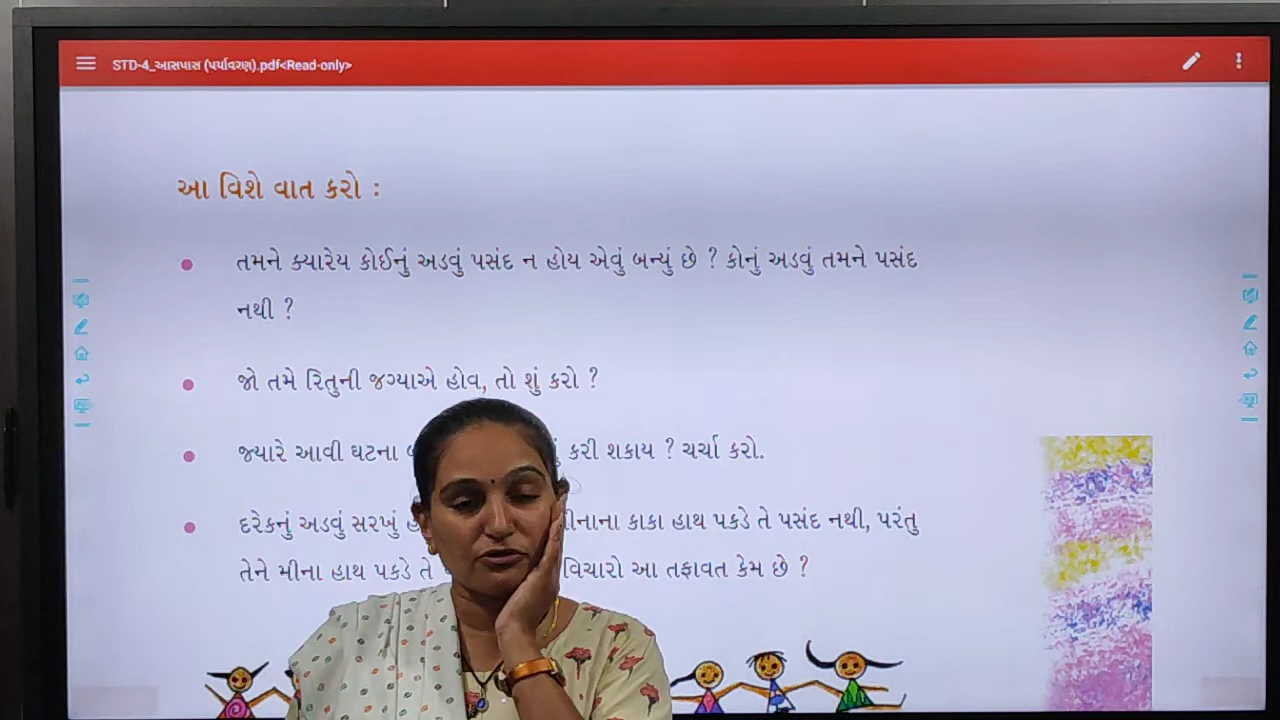 STD-4_આસપાસ (પર્યાવરણ).pdf<Read-only>
આ વિશે વાત કરો :
તમને ક્યારેય કોઈનું અડવું પસંદ ન હોય એવું બન્યું છે ? કોનું અડવું તમને પસંદ
નથી ?
જો તમે રિતુની જગ્યાએ હોવ, તો શું કરો ?
જ્યારે આવી ઘટના કરી શકાય ? ચર્ચા કરો.
દરેકનું અડવું સરખું કાકા હાથ પકડે તે પસંદ નથી, પરંતુ
તેને મીના હાથ પકડે તે વિચારો આ તફાવત કેમ છે ?